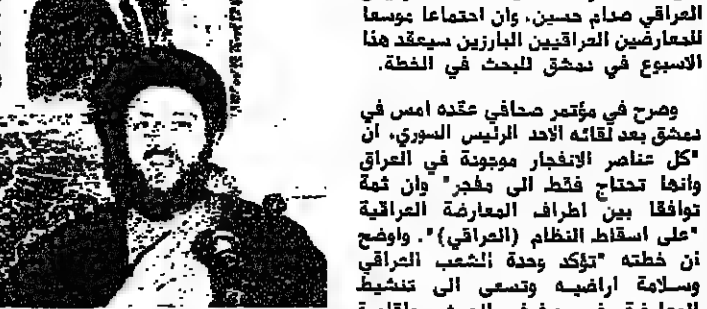 العراقي صدام حسين، وان اجتماعا موسعا
للمعارضين العراقيين البارزين سيعقد هذا
الاسبوع في دمشق للبحث في الخطة.
وصرح في مؤتمر صحافي عقده امس في
دمشق بعد لقائه الاحد الرئيس السوري، ان
"كل عناصر الانفجار موجودة في العراق
وانها تحتاج فقط الى مفجر" وان ثمة
توافقا بين اطراف المعارضة العراقية
"على اسقاط النظام (العراقي)". واوضح
ان خطته "تؤكد وحدة الشعب العراقي
وسلامة اراضيه وتسعى الى تنشيط